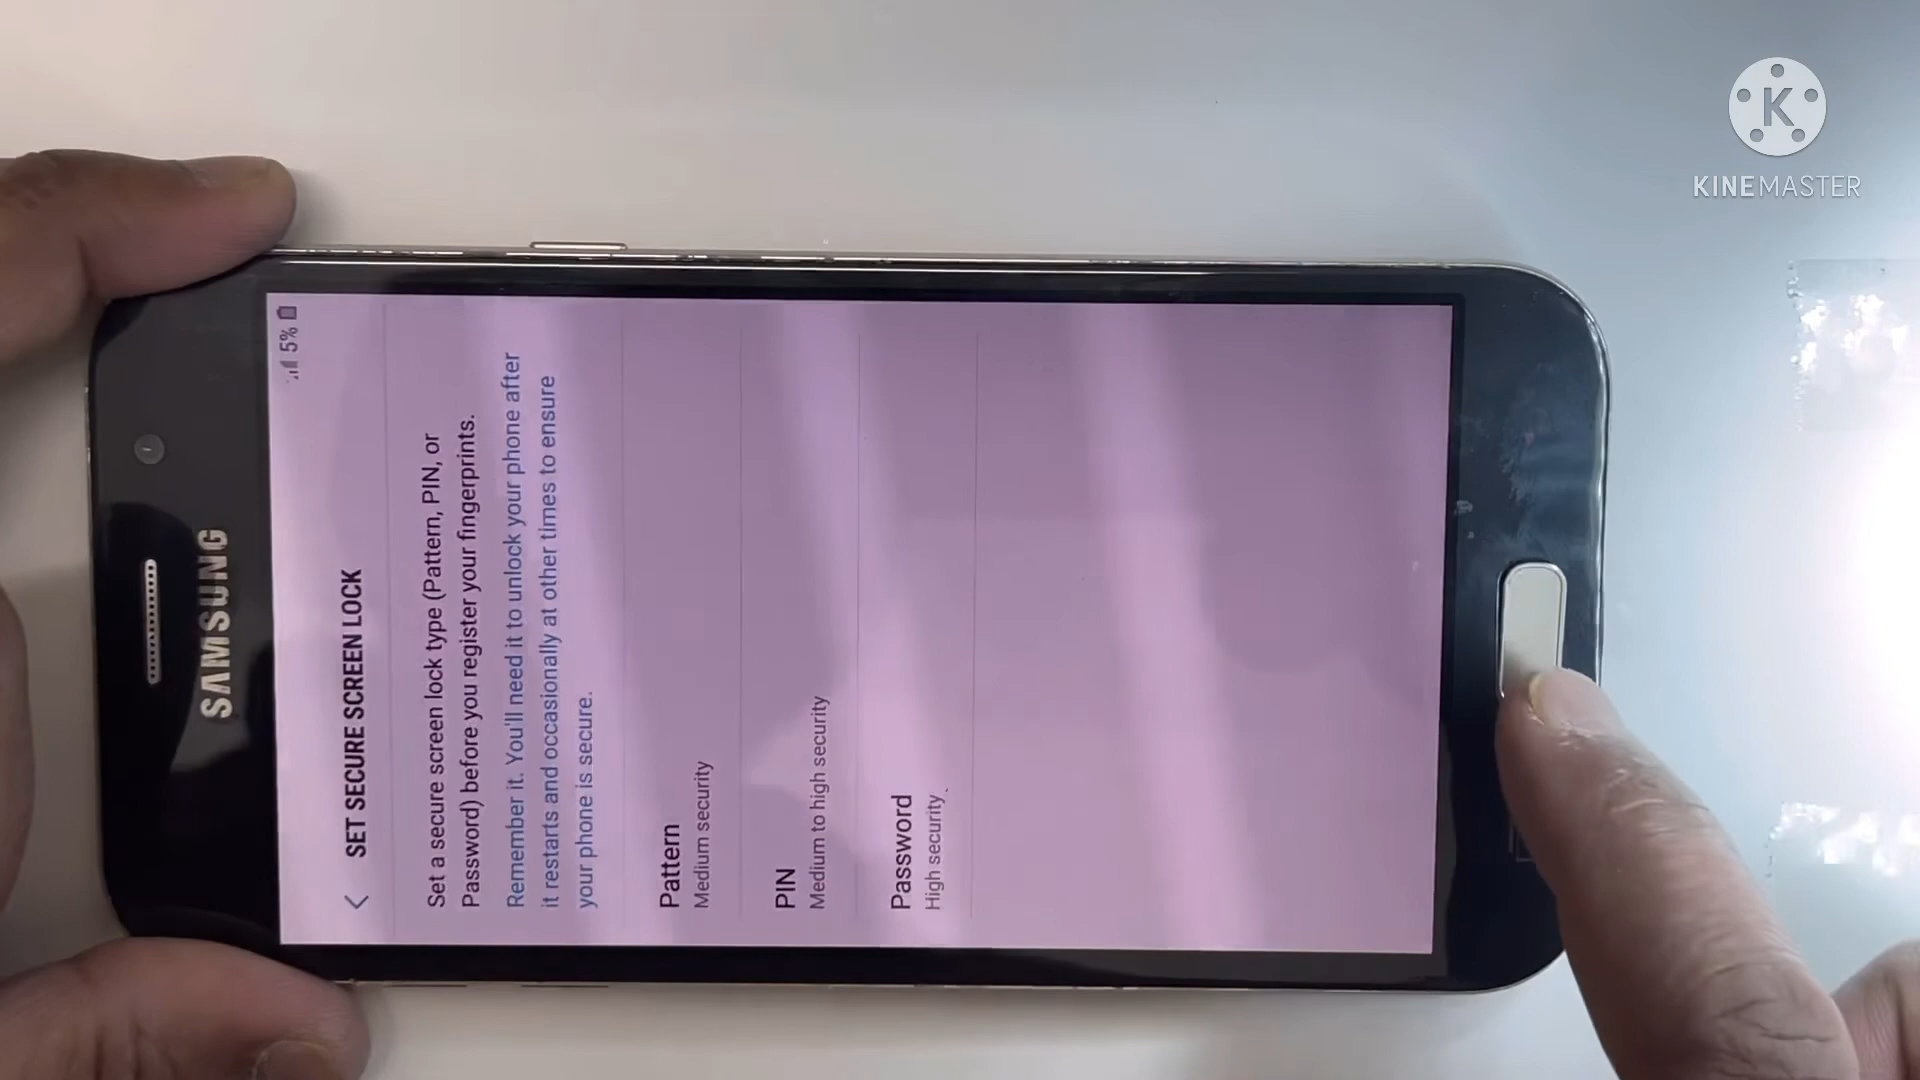 K
KINEMASTER
SAMSUNG
5%
SET SECURE SCREEN LOCK
Set a secure screen lock type (Pattern, PIN, or
Password) before you register your fingerprints.
Remember it. You'll need it to unlock your phone after
it restarts and occasionally at other times to ensure
your phone is secure.
Pattern
Medium security
PIN
Medium to high security
Password
High security